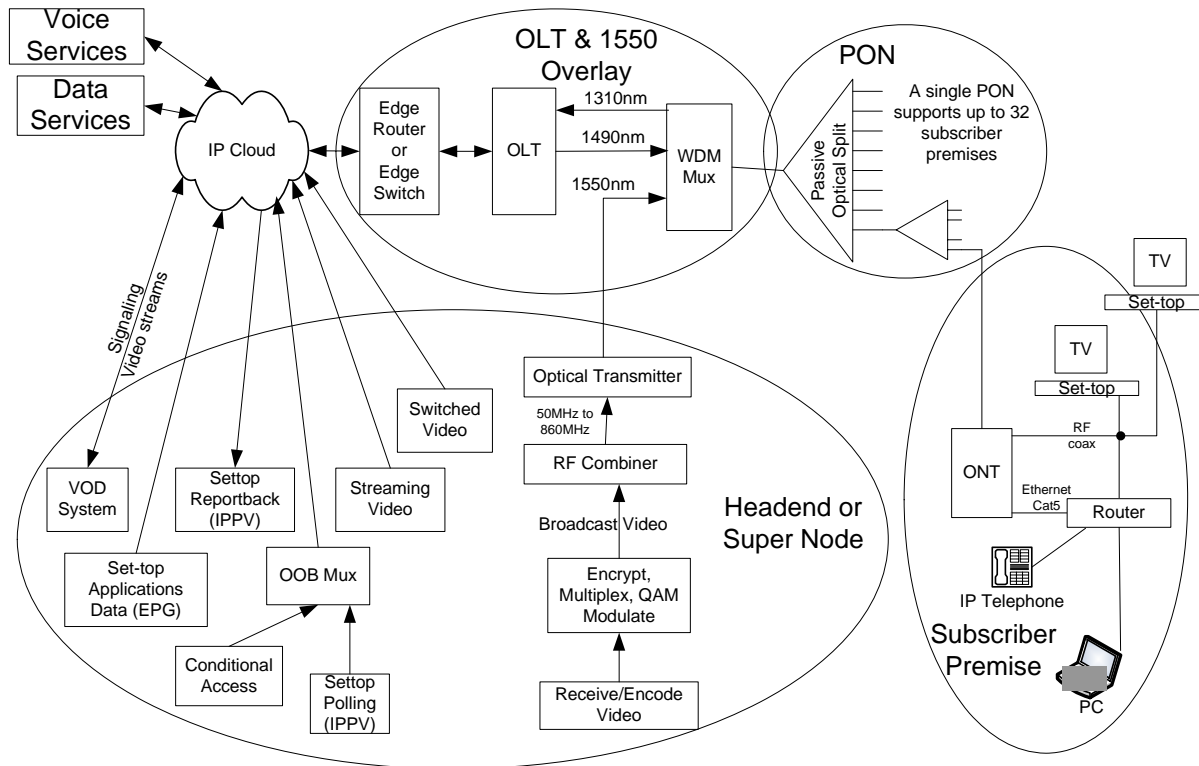 Voice
Services
Data
Services
IP Cloud
OLT & 1550
Overlay
Edge
Router
or
Edge
Switch
OLT
1310nm
1490nm
1550nm
WDM
Mux
PON
A single PON
supports up to 32
subscriber
premises
Passive
Optical Split
Signaling
Video streams
VOD
System
Set-top
Applications
Data (EPG)
Settop
Reportback
(IPPV)
OOB Mux
Conditional
Access
Settop
Polling
(IPPV)
Streaming
Video
Switched
Video
Optical Transmitter
50MHz to
860MHz
RF Combiner
Broadcast Video
Encrypt,
Multiplex, QAM
Modulate
Receive/Encode
Video
Headend or
Super Node
TV
Set-top
TV
Set-top
RF
coax
ONT
Ethernet
Cat5
Router
IP Telephone
Subscriber
Premise
PC